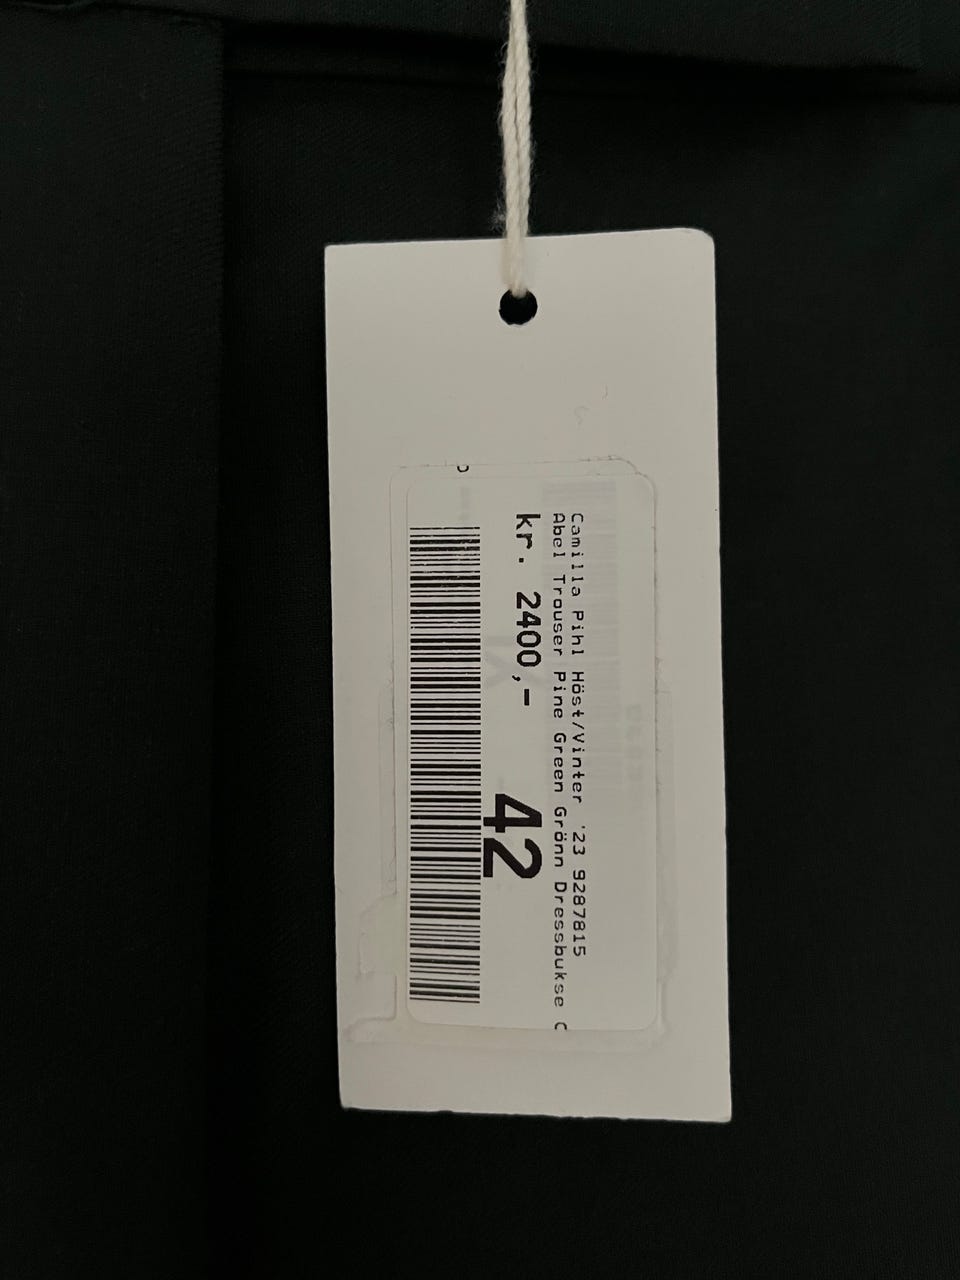 Camilla Pihl Höst/Vinter '23 9287815
Abel Trouser Pine Green Grönn Dressbukse C
kr. 2400,-
42